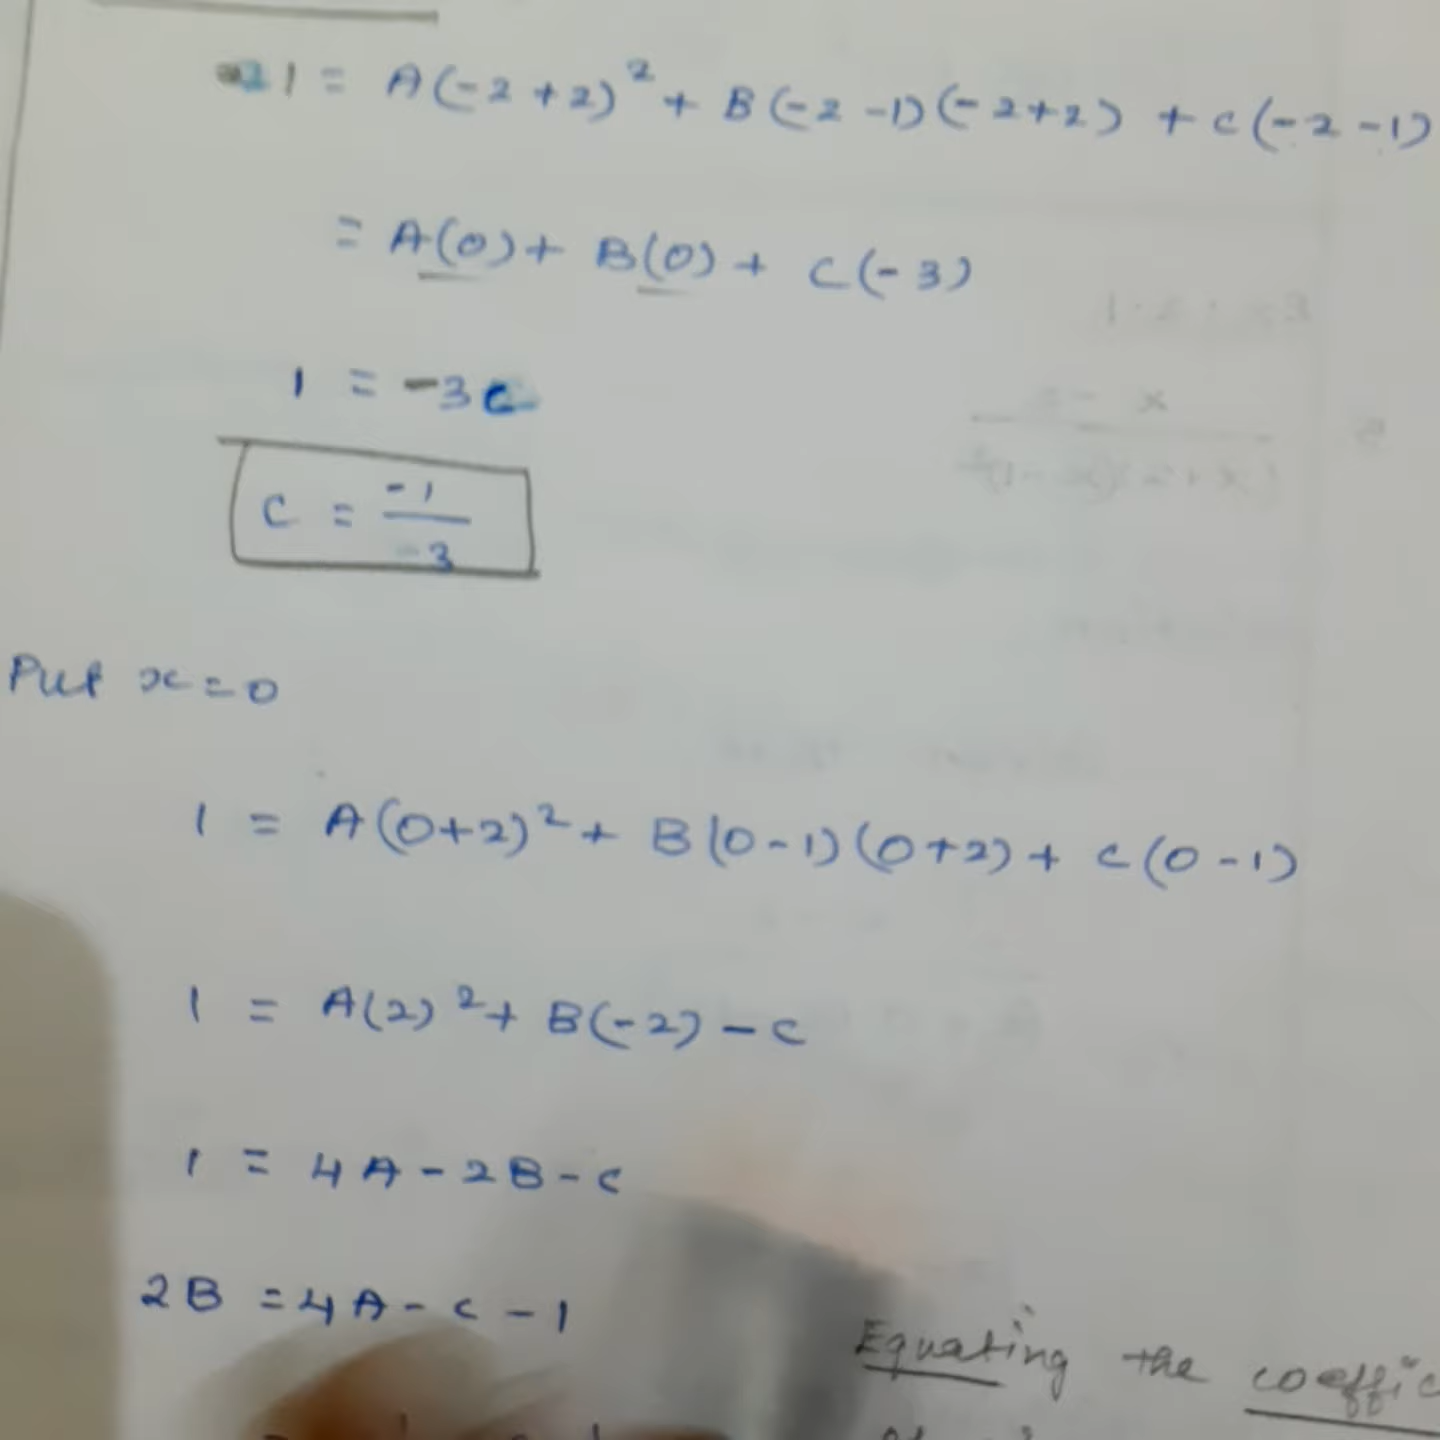 1 = A(-2+2)² + B(-2-1)(-2+2) + C(-2-1)
= A(0) + B(0) + C(-3)
1 = -3C
C = -1/-3
Put x=0
1 = A(0+2)² + B(0-1)(0+2) + C(0-1)
1 = A(2)² + B(-2) - C
1 = 4A - 2B - C
2B = 4A - C - 1
Equating the coeffic